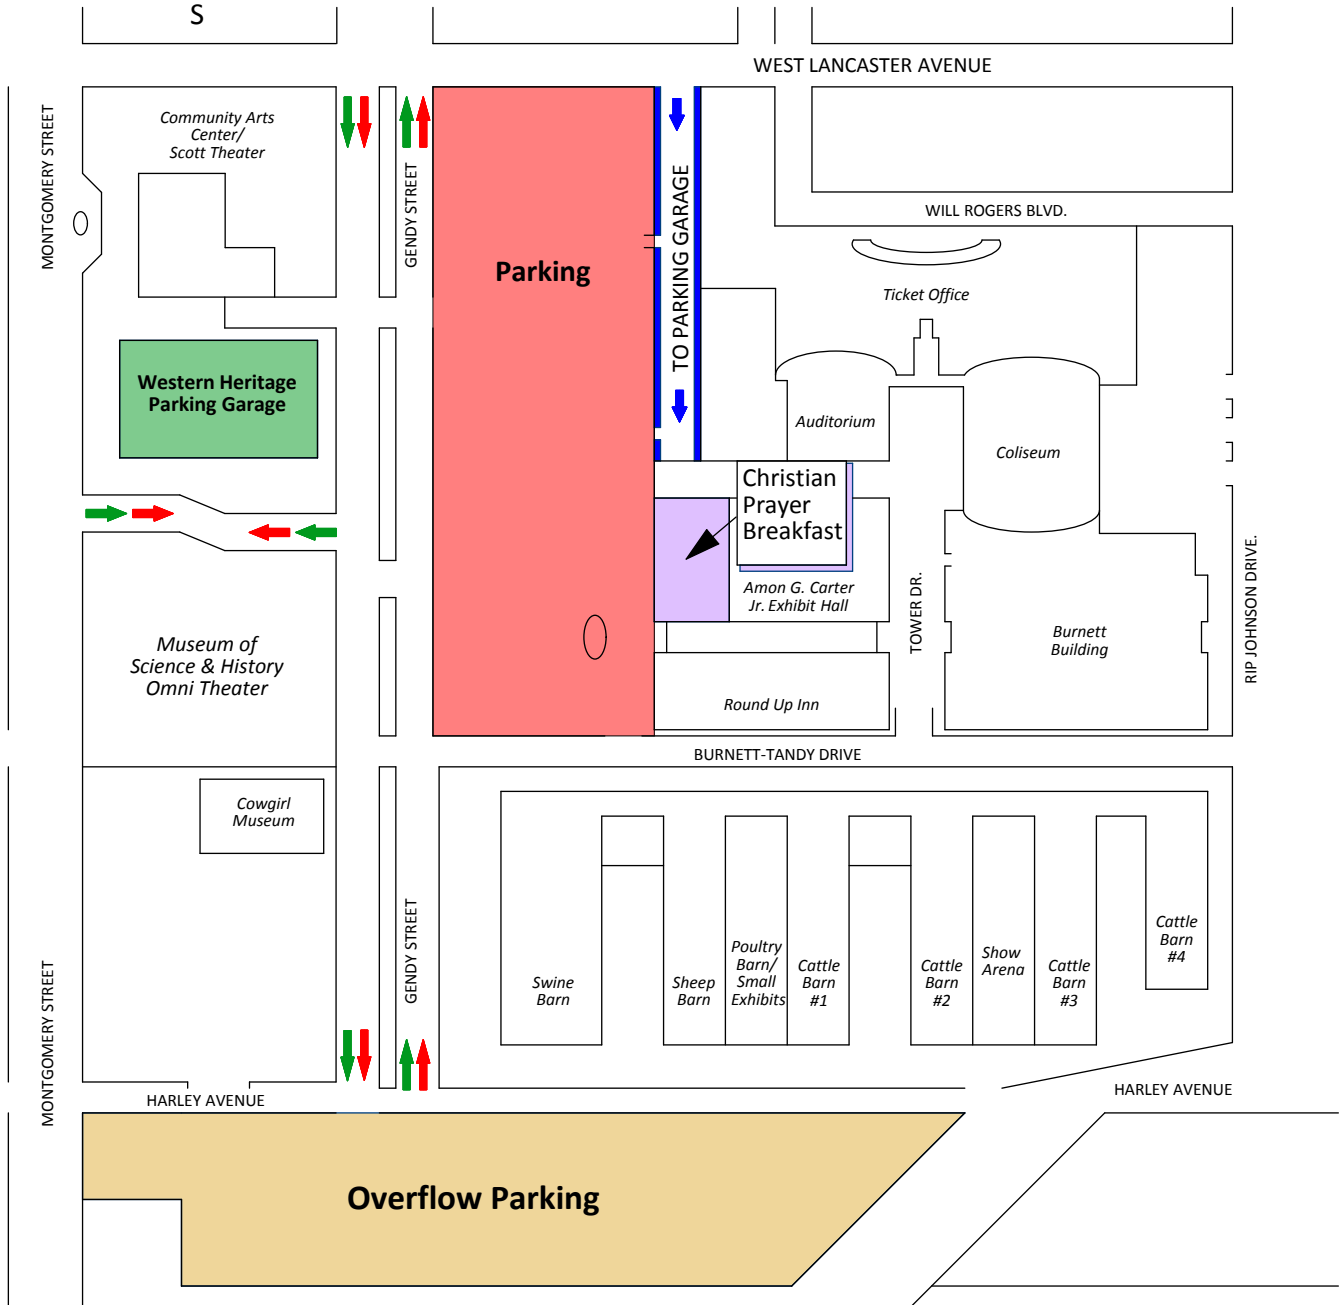 S
WEST LANCASTER AVENUE
MONTGOMERY STREET
Community Arts
Center/
Scott Theater
GENDY STREET
TO PARKING GARAGE
WILL ROGERS BLVD.
Parking
Ticket Office
Western Heritage
Parking Garage
Auditorium
Coliseum
Christian
Prayer
Breakfast
Amon G. Carter
Jr. Exhibit Hall
TOWER DR.
Burnett
Building
RIP JOHNSON DRIVE.
Museum of
Science & History
Omni Theater
Round Up Inn
BURNETT-TANDY DRIVE
Cowgirl
Museum
GENDY STREET
MONTGOMERY STREET
Swine
Barn
Sheep
Barn
Poultry
Barn/
Small
Exhibits
Cattle
Barn
#1
Cattle
Barn
#2
Show
Arena
Cattle
Barn
#3
Cattle
Barn
#4
HARLEY AVENUE
HARLEY AVENUE
Overflow Parking